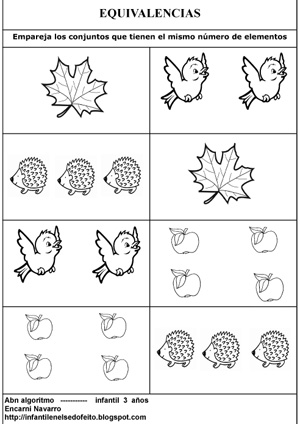 EQUIVALENCIAS
Empareja los conjuntos que tienen el mismo número de elementos
Abn algoritmo ----------- infantil 3 años
Encarni Navarro
http://infantilenelsedofeito.blogspot.com